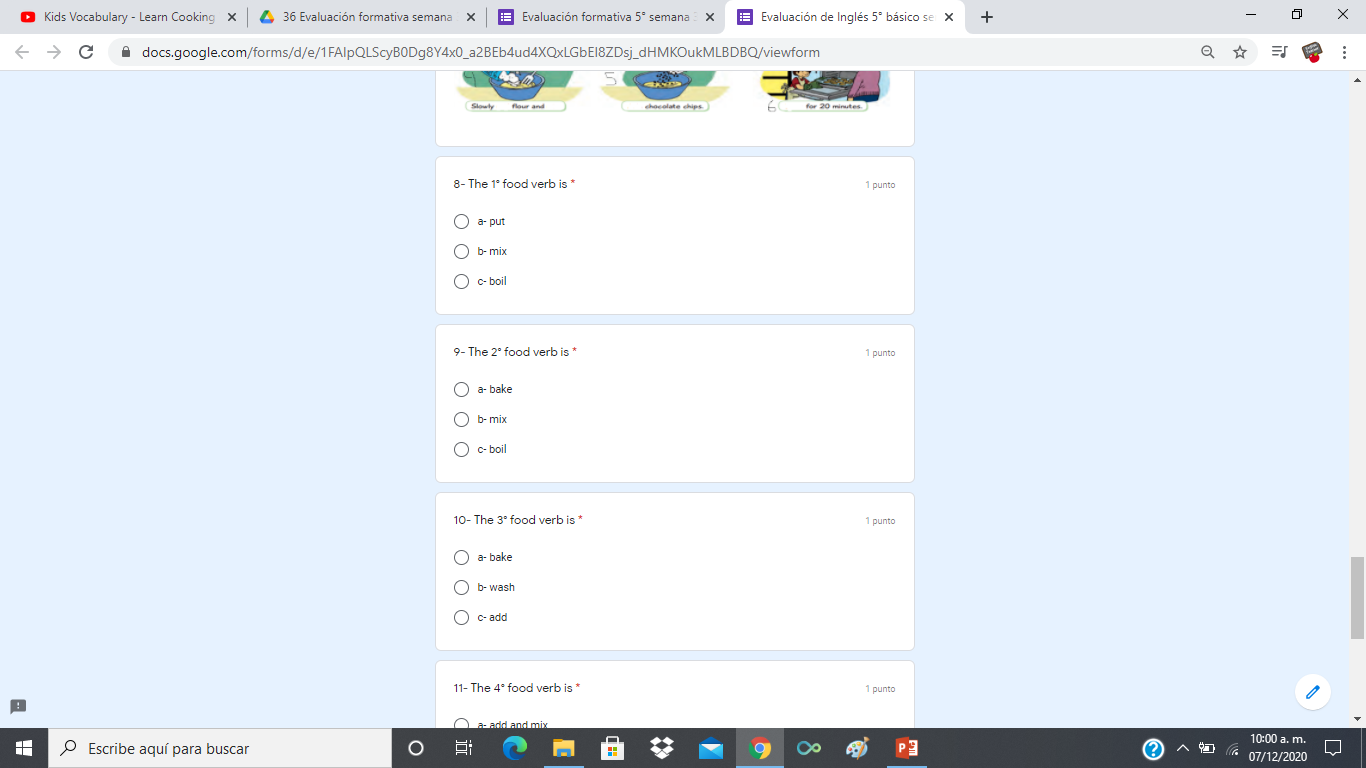 Kids Vocabulary - Learn Cooking
36 Evaluación formativa semana
Evaluación formativa 5° semana
Evaluación de Inglés 5° básico se
docs.google.com/forms/d/e/1FAIpQLScyB0Dg8Y4x0_a2BEb4ud4XQxLGbEl8ZDsj_dHMKOukMLBDBQ/viewform
5
6
Slowly flour and
chocolate chips.
for 20 minutes.
8- The 1° food verb is *
1 punto
a- put
b- mix
c- boil
9- The 2° food verb is *
1 punto
a- bake
b- mix
c- boil
10- The 3° food verb is *
1 punto
a- bake
b- wash
c- add
11- The 4° food verb is *
1 punto
a- add and mix
Escribe aquí para buscar
10:00 a. m.
07/12/2020